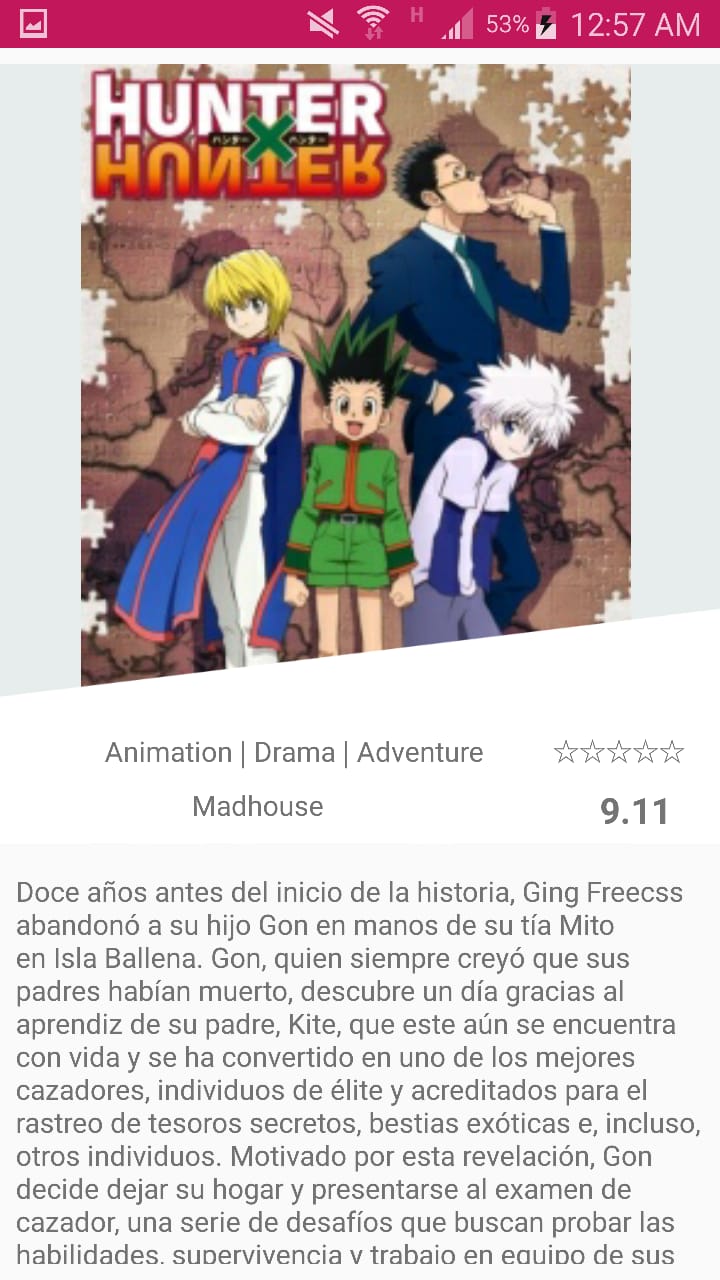 H 53% 12:57 AM
HUNTER
ハンター × ハンター
HUNTER
Animation | Drama | Adventure ☆☆☆☆☆
Madhouse 9.11
Doce años antes del inicio de la historia, Ging Freecss
abandonó a su hijo Gon en manos de su tía Mito
en Isla Ballena. Gon, quien siempre creyó que sus
padres habían muerto, descubre un día gracias al
aprendiz de su padre, Kite, que este aún se encuentra
con vida y se ha convertido en uno de los mejores
cazadores, individuos de élite y acreditados para el
rastreo de tesoros secretos, bestias exóticas e, incluso,
otros individuos. Motivado por esta revelación, Gon
decide dejar su hogar y presentarse al examen de
cazador, una serie de desafíos que buscan probar las
habilidades, supervivencia y trabajo en equipo de sus